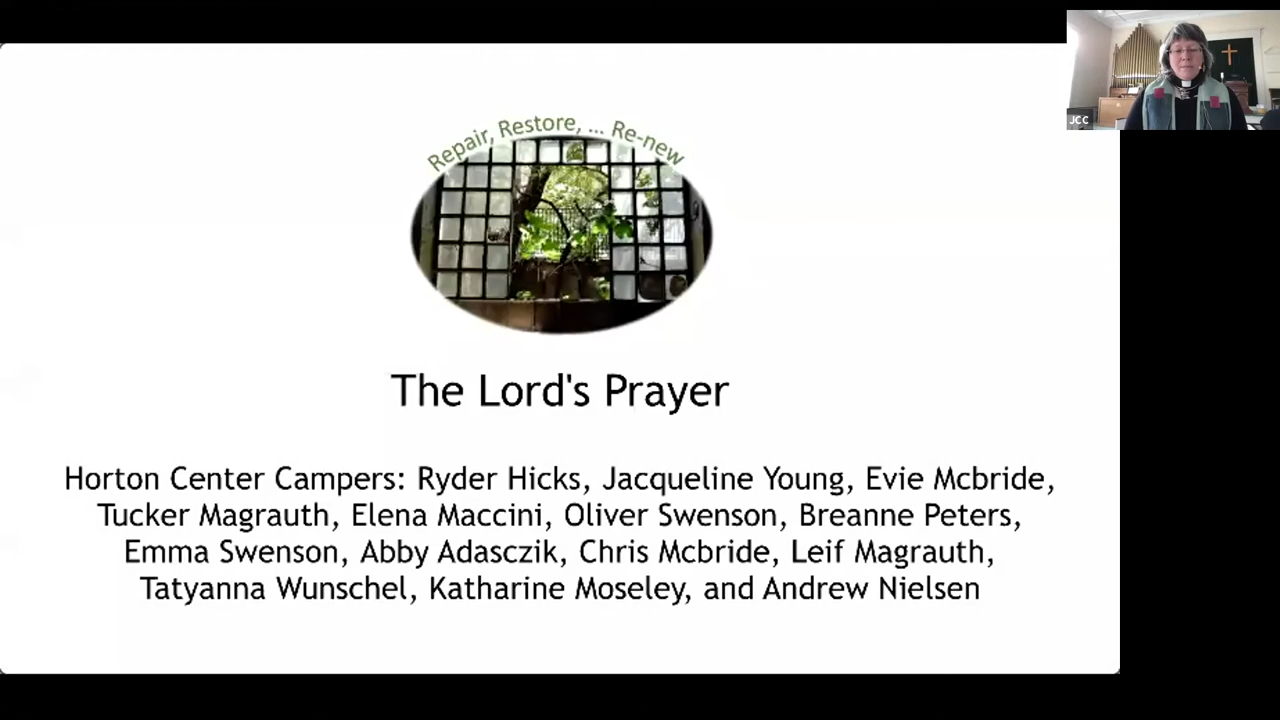 JCC
Repair, Restore, ... Re-new
The Lord's Prayer
Horton Center Campers: Ryder Hicks, Jacqueline Young, Evie Mcbride,
Tucker Magrauth, Elena Maccini, Oliver Swenson, Breanne Peters,
Emma Swenson, Abby Adasczik, Chris Mcbride, Leif Magrauth,
Tatyanna Wunschel, Katharine Moseley, and Andrew Nielsen